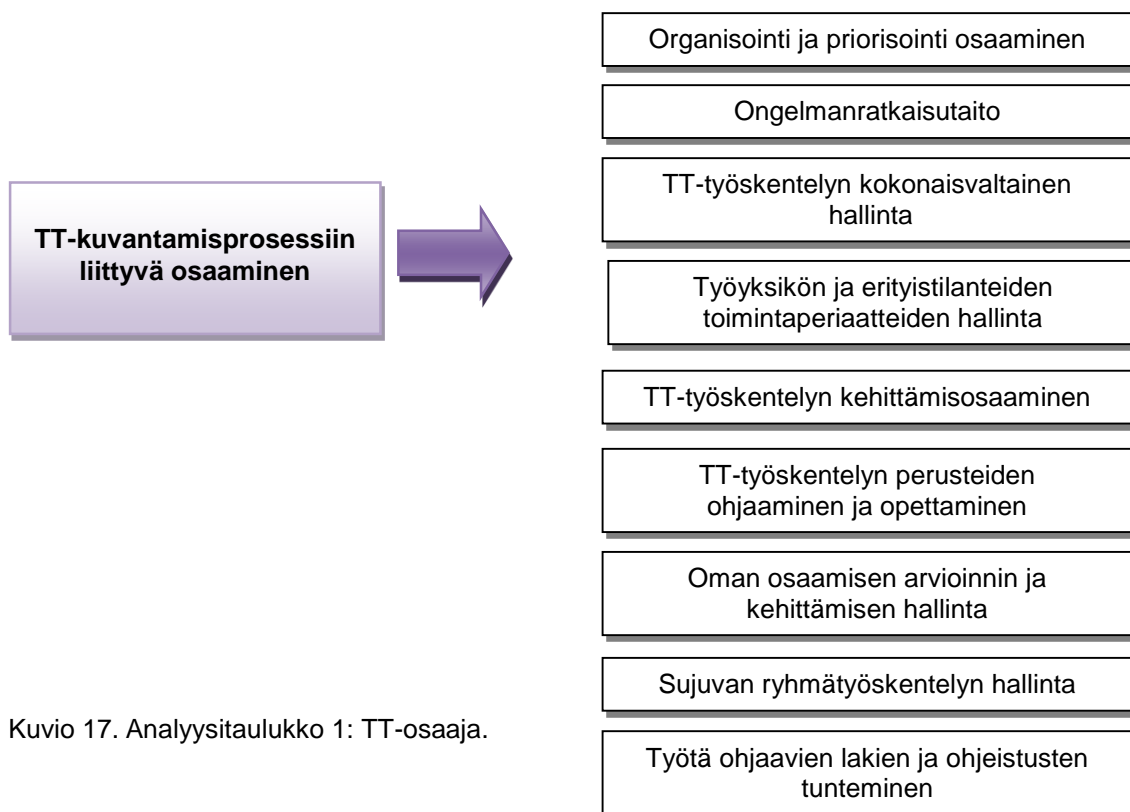 TT-kuvantamisprosessiin
liittyvä osaaminen
Organisointi ja priorisointi osaaminen
Ongelmanratkaisutaito
TT-työskentelyn kokonaisvaltainen
hallinta
Työyksikön ja erityistilanteiden
toimintaperiaatteiden hallinta
TT-työskentelyn kehittämisosaaminen
TT-työskentelyn perusteiden
ohjaaminen ja opettaminen
Oman osaamisen arvioinnin ja
kehittämisen hallinta
Sujuvan ryhmätyöskentelyn hallinta
Työtä ohjaavien lakien ja ohjeistusten
tunteminen
Kuvio 17. Analyysitaulukko 1: TT-osaaja.